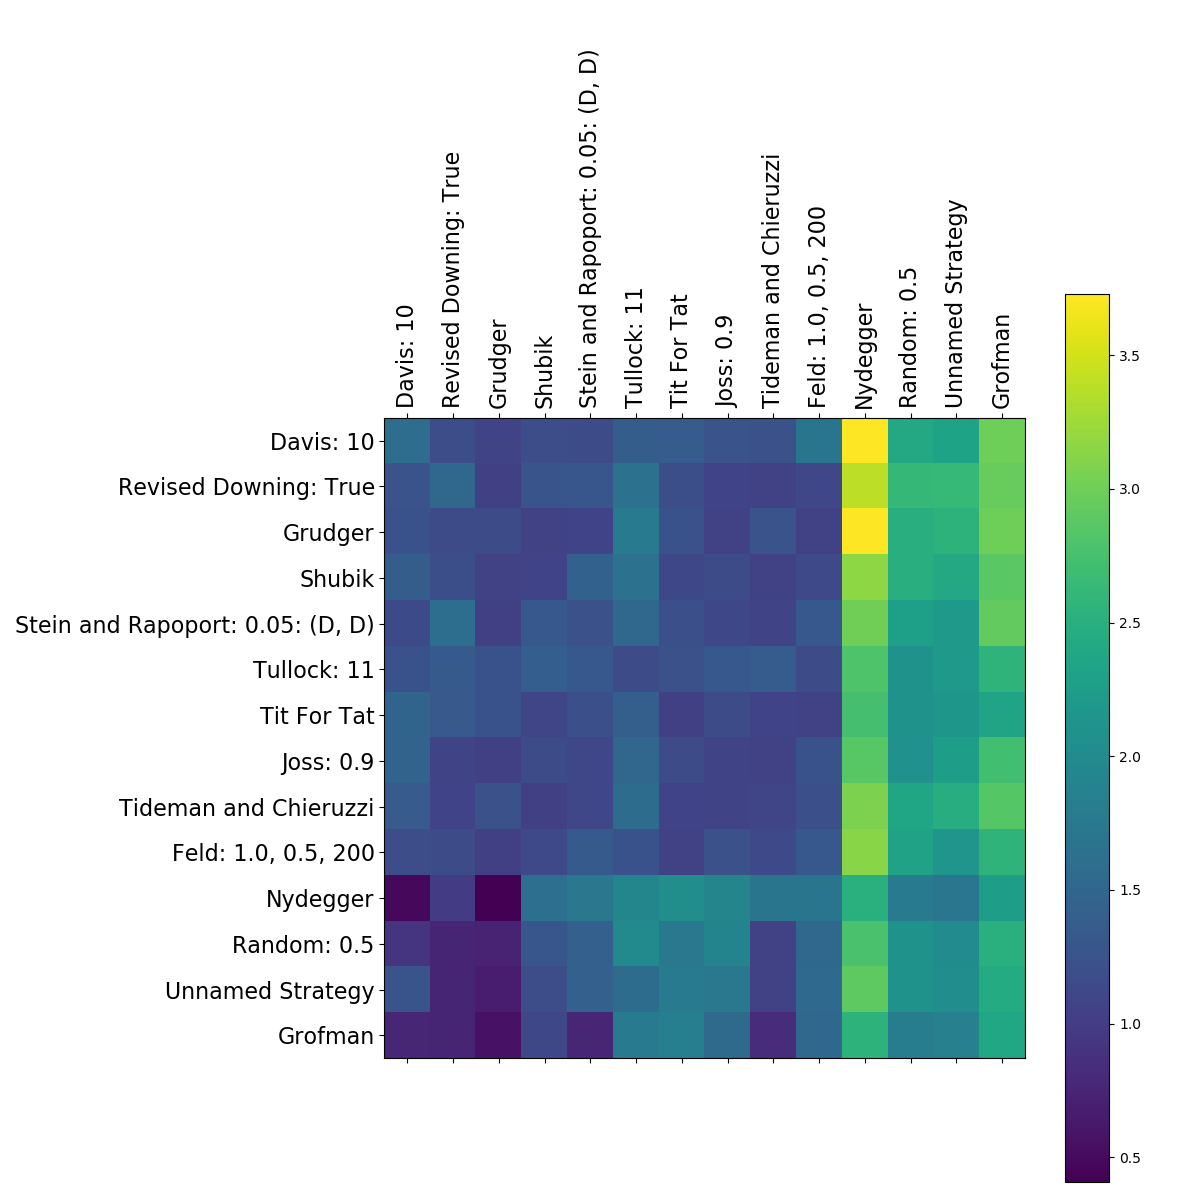 Davis: 10
Revised Downing: True
Grudger
Shubik
Stein and Rapoport: 0.05: (D, D)
Tullock: 11
Tit For Tat
Joss: 0.9
Tideman and Chieruzzi
Feld: 1.0, 0.5, 200
Nydegger
Random: 0.5
Unnamed Strategy
Grofman
Davis: 10
Revised Downing: True
Grudger
Shubik
Stein and Rapoport: 0.05: (D, D)
Tullock: 11
Tit For Tat
Joss: 0.9
Tideman and Chieruzzi
Feld: 1.0, 0.5, 200
Nydegger
Random: 0.5
Unnamed Strategy
Grofman
3.5
3.0
2.5
2.0
1.5
1.0
0.5